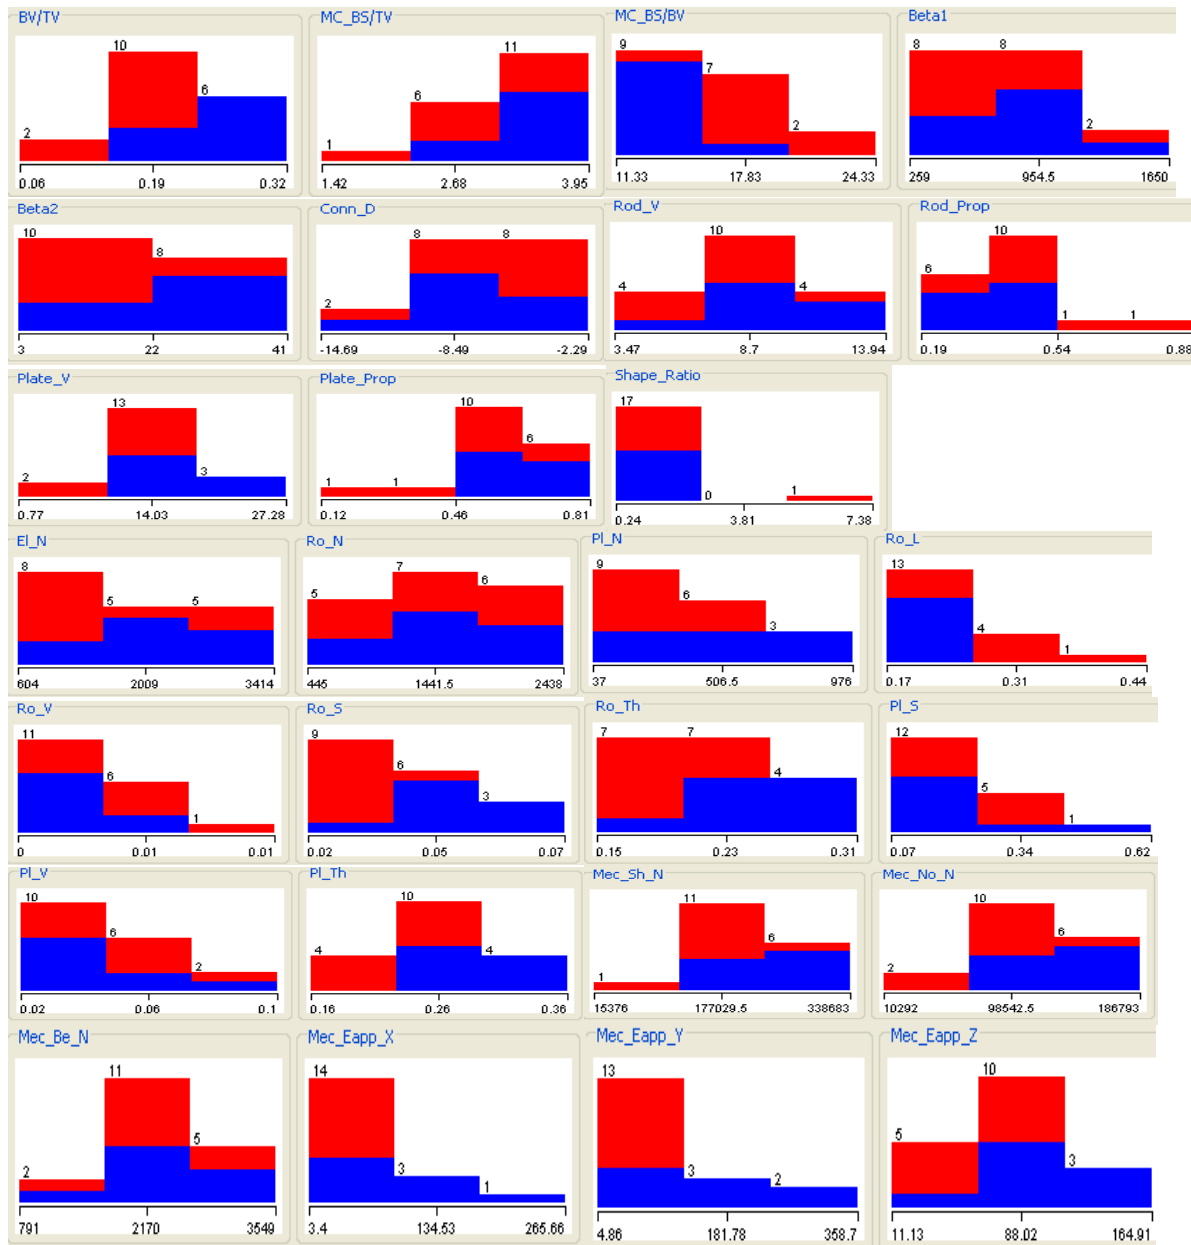 BV/TV MC_BS/TV MC_BS/BV Beta1
2 10 6 1 6 11 9 7 2 8 8 2
0.06 0.19 0.32 1.42 2.68 3.95 11.33 17.83 24.33 259 954.5 1650
Beta2 Conn_D Rod_V Rod_Prop
10 8 2 8 8 4 10 4 6 10 1 1
3 22 41 -14.69 -8.49 -2.29 3.47 8.7 13.94 0.19 0.54 0.88
Plate_V Plate_Prop Shape_Ratio
2 13 3 1 1 10 6 17 0 1
0.77 14.03 27.28 0.12 0.46 0.81 0.24 3.81 7.38
El_N Ro_N Pl_N Ro_L
8 5 5 5 7 6 9 6 3 13 4 1
604 2009 3414 445 1441.5 2438 37 506.5 976 0.17 0.31 0.44
Ro_V Ro_S Ro_Th Pl_S
11 6 1 9 6 3 7 7 4 12 5 1
0 0.01 0.01 0.02 0.05 0.07 0.15 0.23 0.31 0.07 0.34 0.62
Pl_V Pl_Th Mec_Sh_N Mec_No_N
10 6 2 4 10 4 1 11 6 2 10 6
0.02 0.06 0.1 0.16 0.26 0.36 15376 177029.5 338683 10292 98542.5 186793
Mec_Be_N Mec_Eapp_X Mec_Eapp_Y Mec_Eapp_Z
2 11 5 14 3 1 13 3 2 5 10 3
791 2170 3549 3.4 134.53 265.66 4.86 181.78 358.7 11.13 88.02 164.91